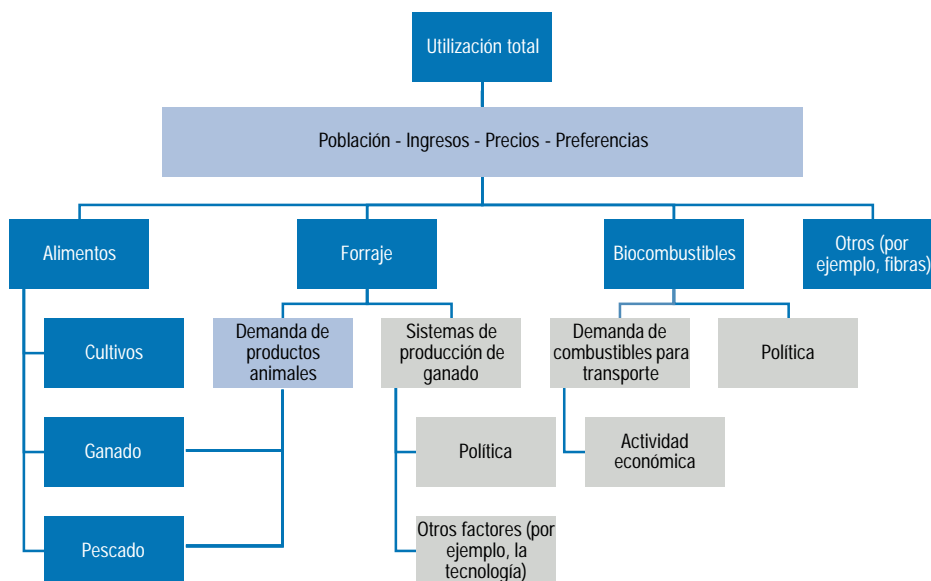 Utilización total
Población - Ingresos - Precios - Preferencias
Alimentos
Forraje
Biocombustibles
Otros (por
ejemplo, fibras)
Cultivos
Demanda de
productos
animales
Sistemas de
producción de
ganado
Demanda de
combustibles para
transporte
Política
Ganado
Política
Actividad
económica
Pescado
Otros factores (por
ejemplo, la
tecnología)